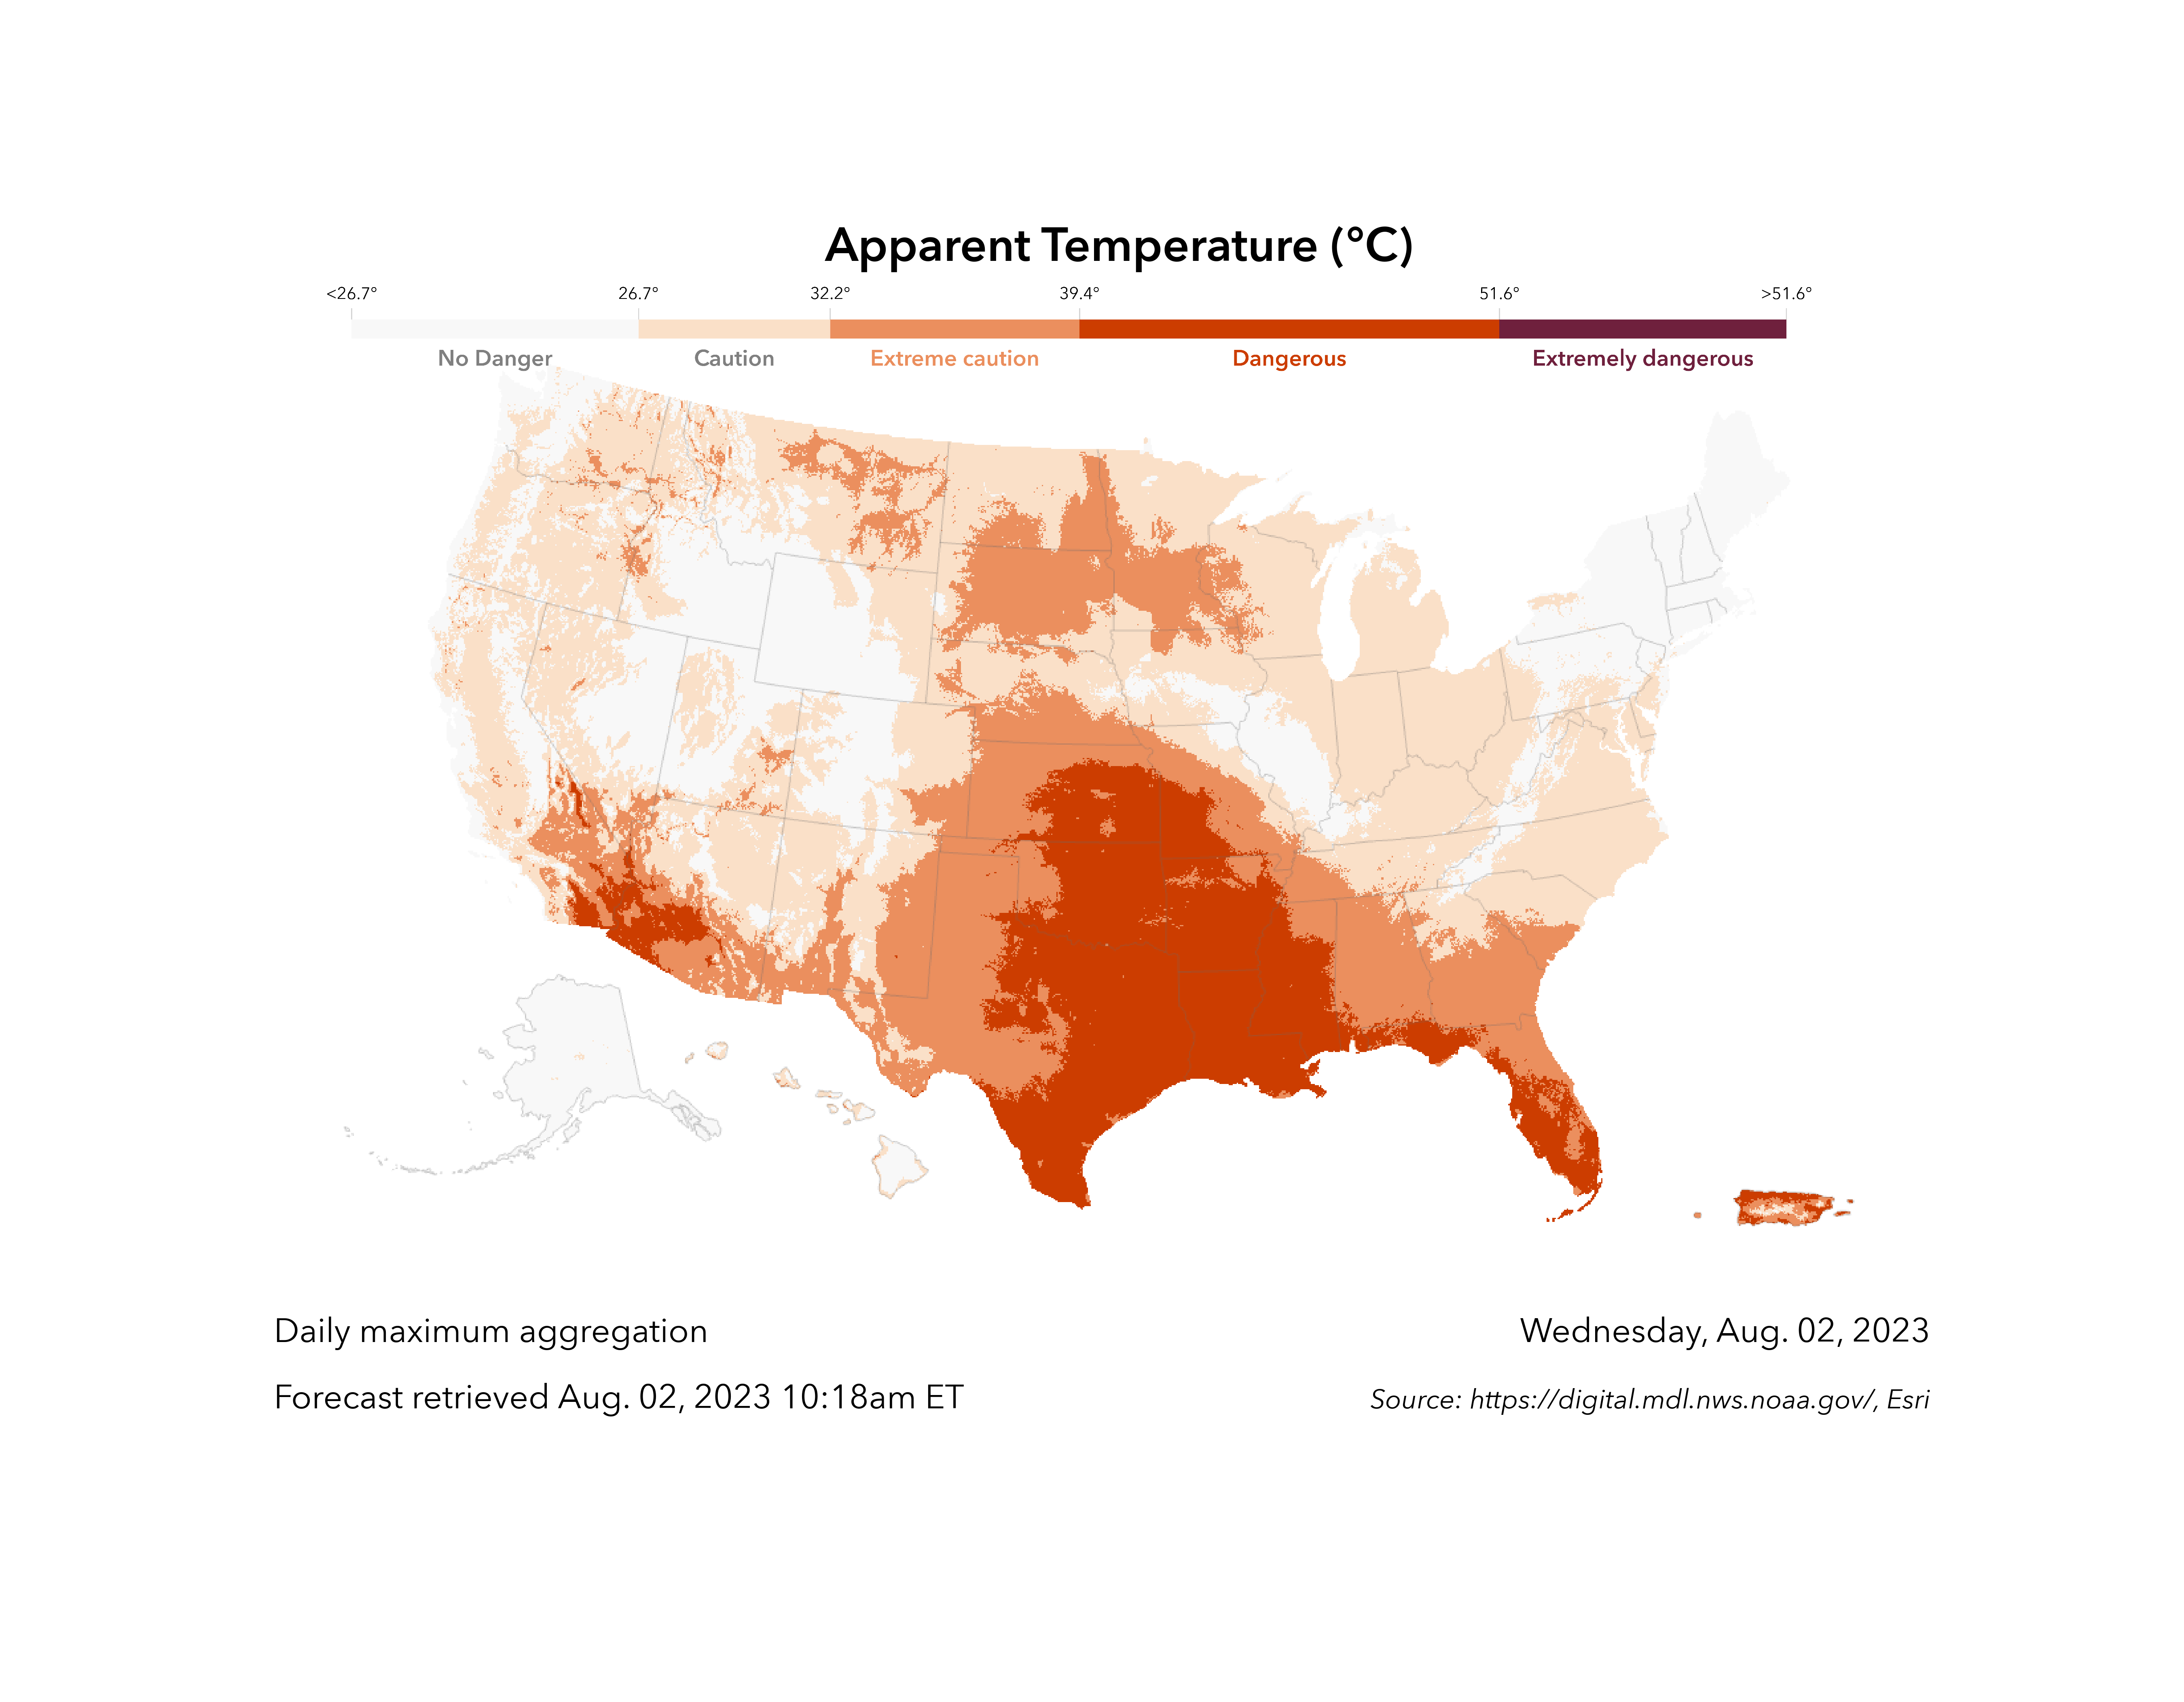 Apparent Temperature (°C)
<26.7° 26.7° 32.2° 39.4° 51.6° >51.6°
No Danger Caution Extreme caution Dangerous Extremely dangerous
Daily maximum aggregation
Wednesday, Aug. 02, 2023
Forecast retrieved Aug. 02, 2023 10:18am ET
Source: https://digital.mdl.nws.noaa.gov/, Esri